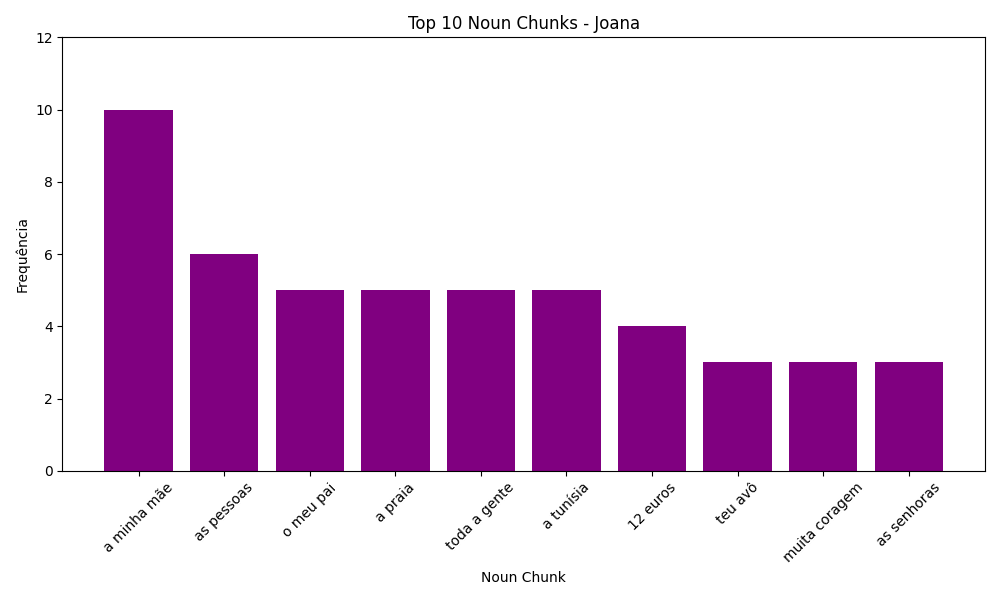 Top 10 Noun Chunks - Joana
12
10
8
6
4
2
0
Frequência
a minha mãe
as pessoas
o meu pai
a praia
toda a gente
a tunísia
12 euros
teu avô
muita coragem
as senhoras
Noun Chunk